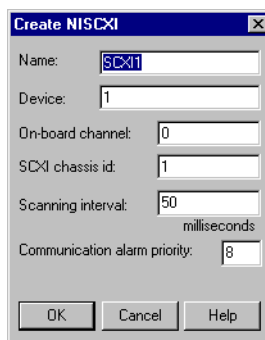 Create NISCXI
Name: SCXI1
Device: 1
On-board channel: 0
SCXI chassis id: 1
Scanning interval: 50
milliseconds
Communication alarm priority: 8
OK Cancel Help